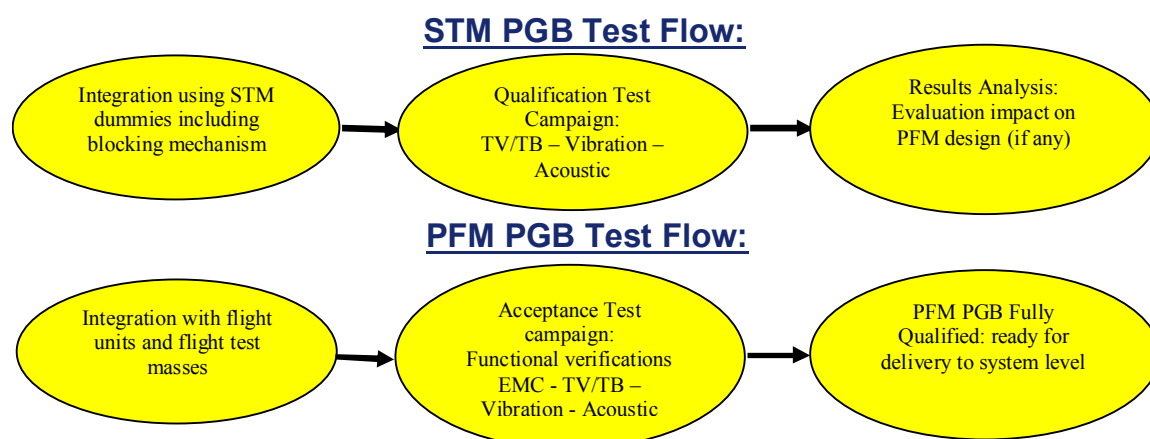 STM PGB Test Flow:
Integration using STM
dummies including
blocking mechanism
Qualification Test
Campaign:
TV/TB – Vibration –
Acoustic
Results Analysis:
Evaluation impact on
PFM design (if any)
PFM PGB Test Flow:
Integration with flight
units and flight test
masses
Acceptance Test
campaign:
Functional verifications
EMC - TV/TB –
Vibration - Acoustic
PFM PGB Fully
Qualified: ready for
delivery to system level